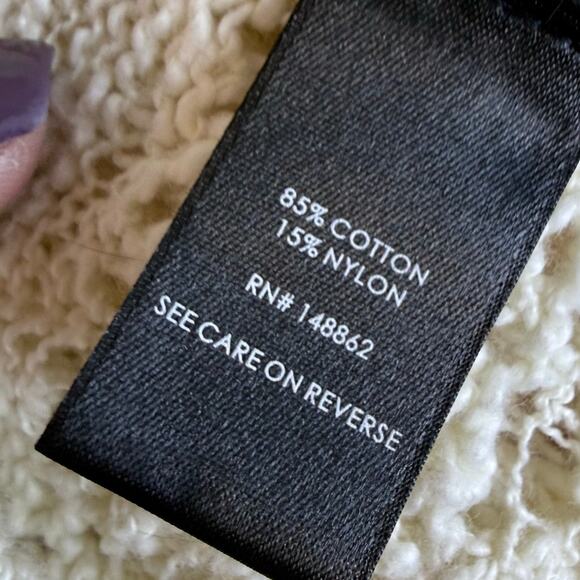 85% COTTON
15% NYLON
RN# 148862
SEE CARE ON REVERSE